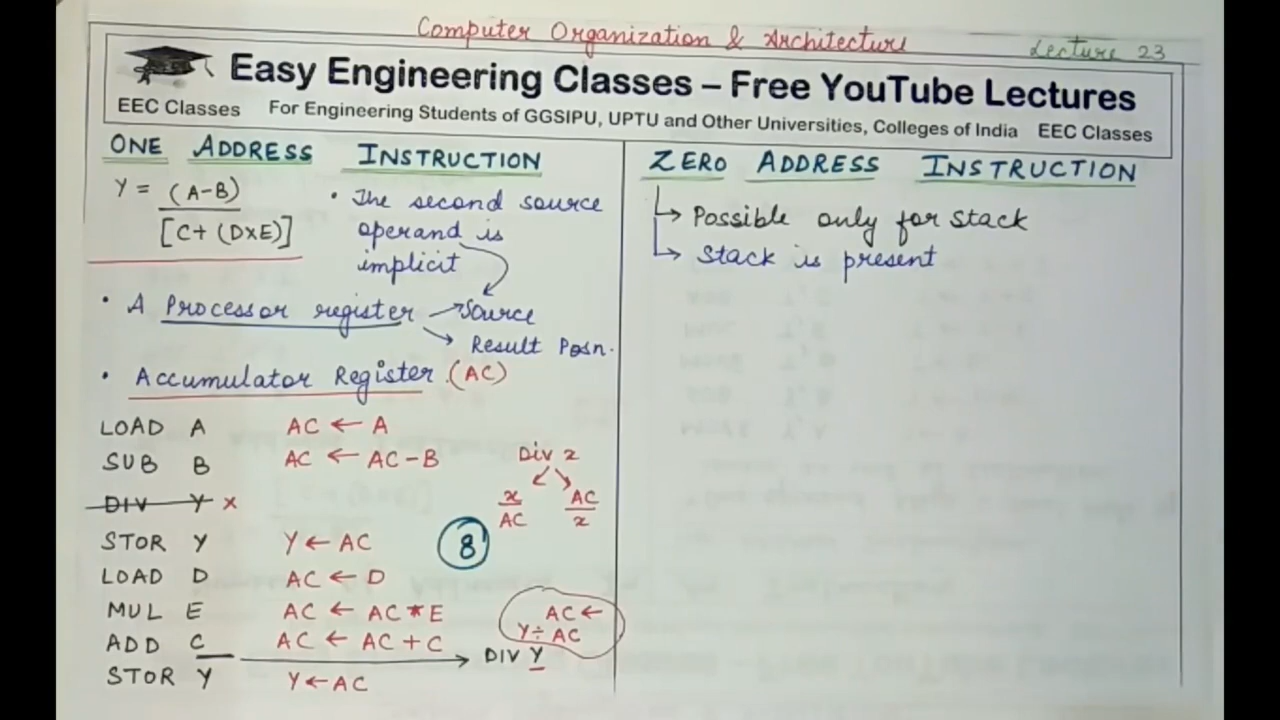 Computer Organization & Architecture
Lecture 23
Easy Engineering Classes – Free YouTube Lectures
EEC Classes For Engineering Students of GGSIPU, UPTU and Other Universities, Colleges of India EEC Classes
ONE ADDRESS INSTRUCTION
Y = (A-B)
[C+ (D×E)]
• The second source
operand is
implicit
• A Processor register → Source
→ Result Posn.
• Accumulator Register (AC)
LOAD A AC ← A
SUB B AC ← AC - B
DIV Y ×
STOR Y Y ← AC
LOAD D AC ← D
MUL E AC ← AC * E
ADD C AC ← AC + C
STOR Y Y ← AC
Div x
x/AC AC/x
8
AC ←
Y ÷ AC
DIV Y
ZERO ADDRESS INSTRUCTION
↳ Possible only for stack
↳ Stack is present